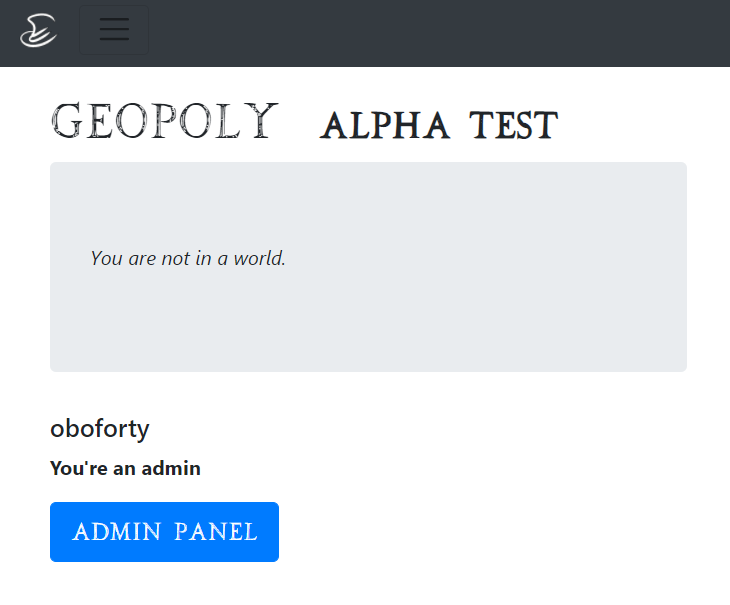 GEOPOLY ALPHA TEST
You are not in a world.
oboforty
You're an admin
ADMIN PANEL